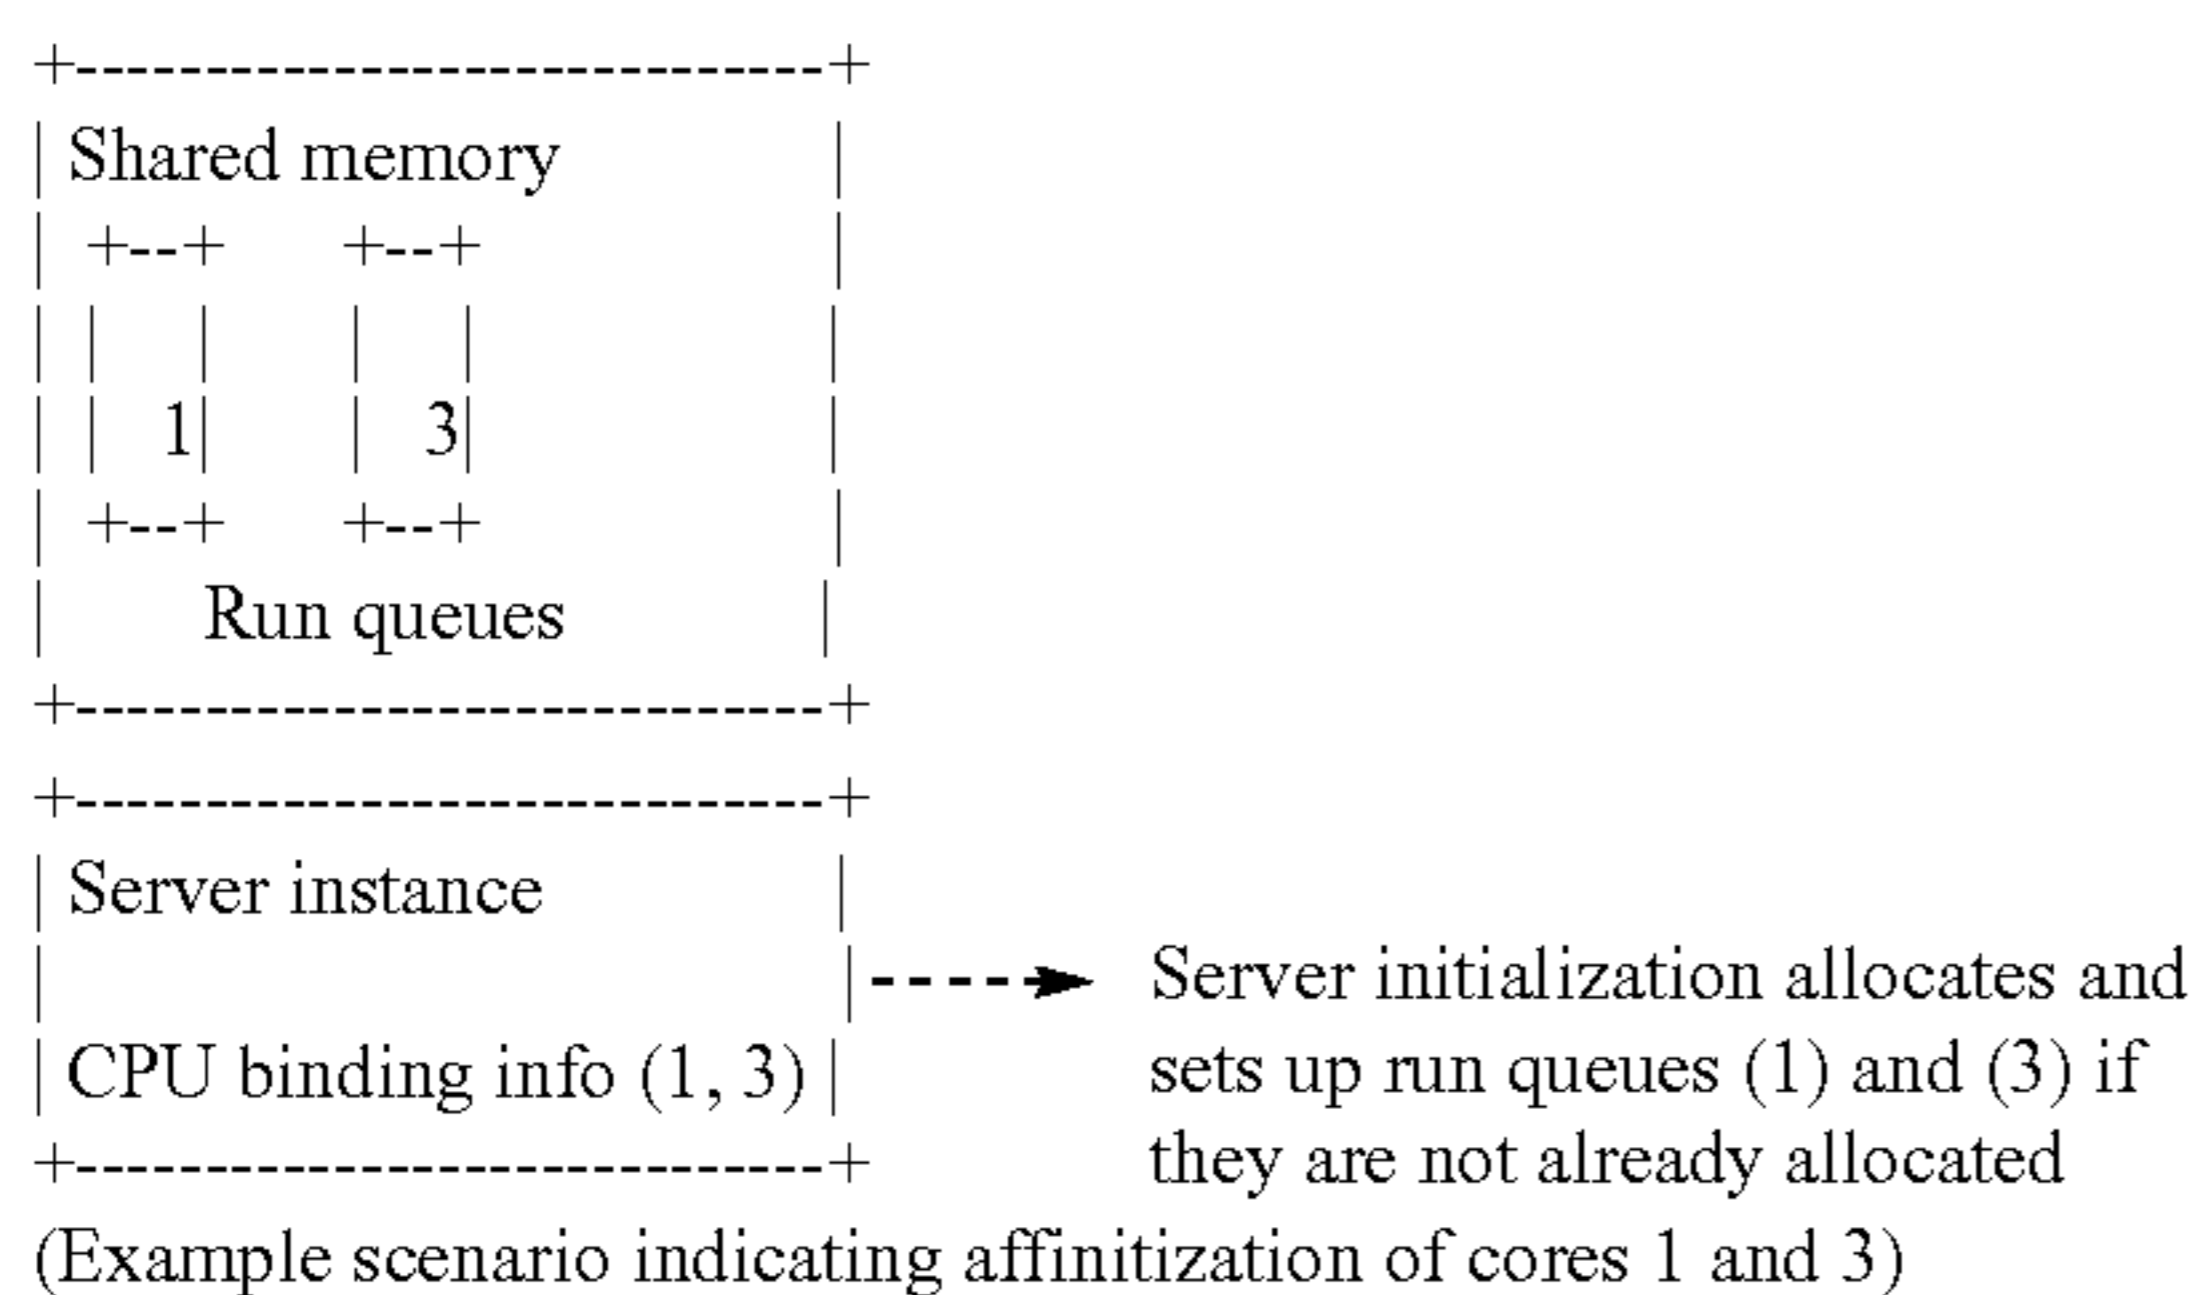 +-----------------------------+
| Shared memory |
| +--+ +--+ |
| | | | | |
| | 1| | 3| |
| +--+ +--+ |
| Run queues |
+-----------------------------+
+-----------------------------+
| Server instance |
| |
| CPU binding info (1, 3) |
+-----------------------------+
Server initialization allocates and
sets up run queues (1) and (3) if
they are not already allocated
(Example scenario indicating affinitization of cores 1 and 3)